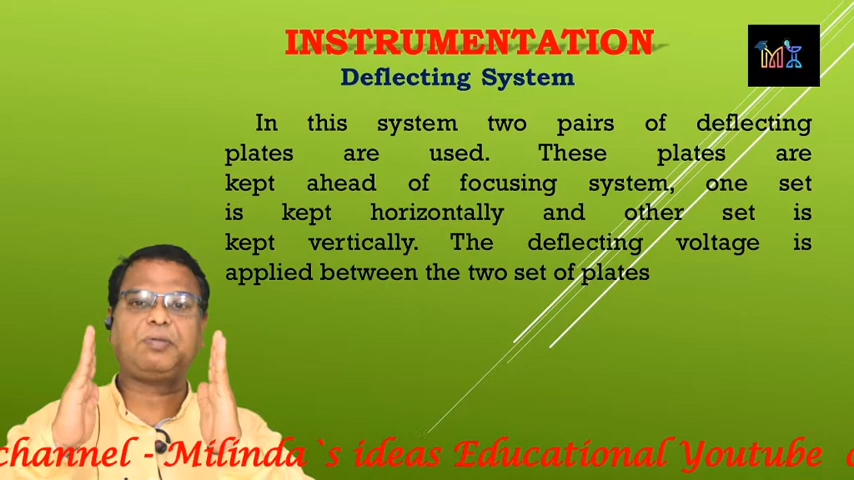 INSTRUMENTATION
Deflecting System
In this system two pairs of deflecting
plates are used. These plates are
kept ahead of focusing system, one set
is kept horizontally and other set is
kept vertically. The deflecting voltage is
applied between the two set of plates
channel - Milinda`s ideas Educational Youtube